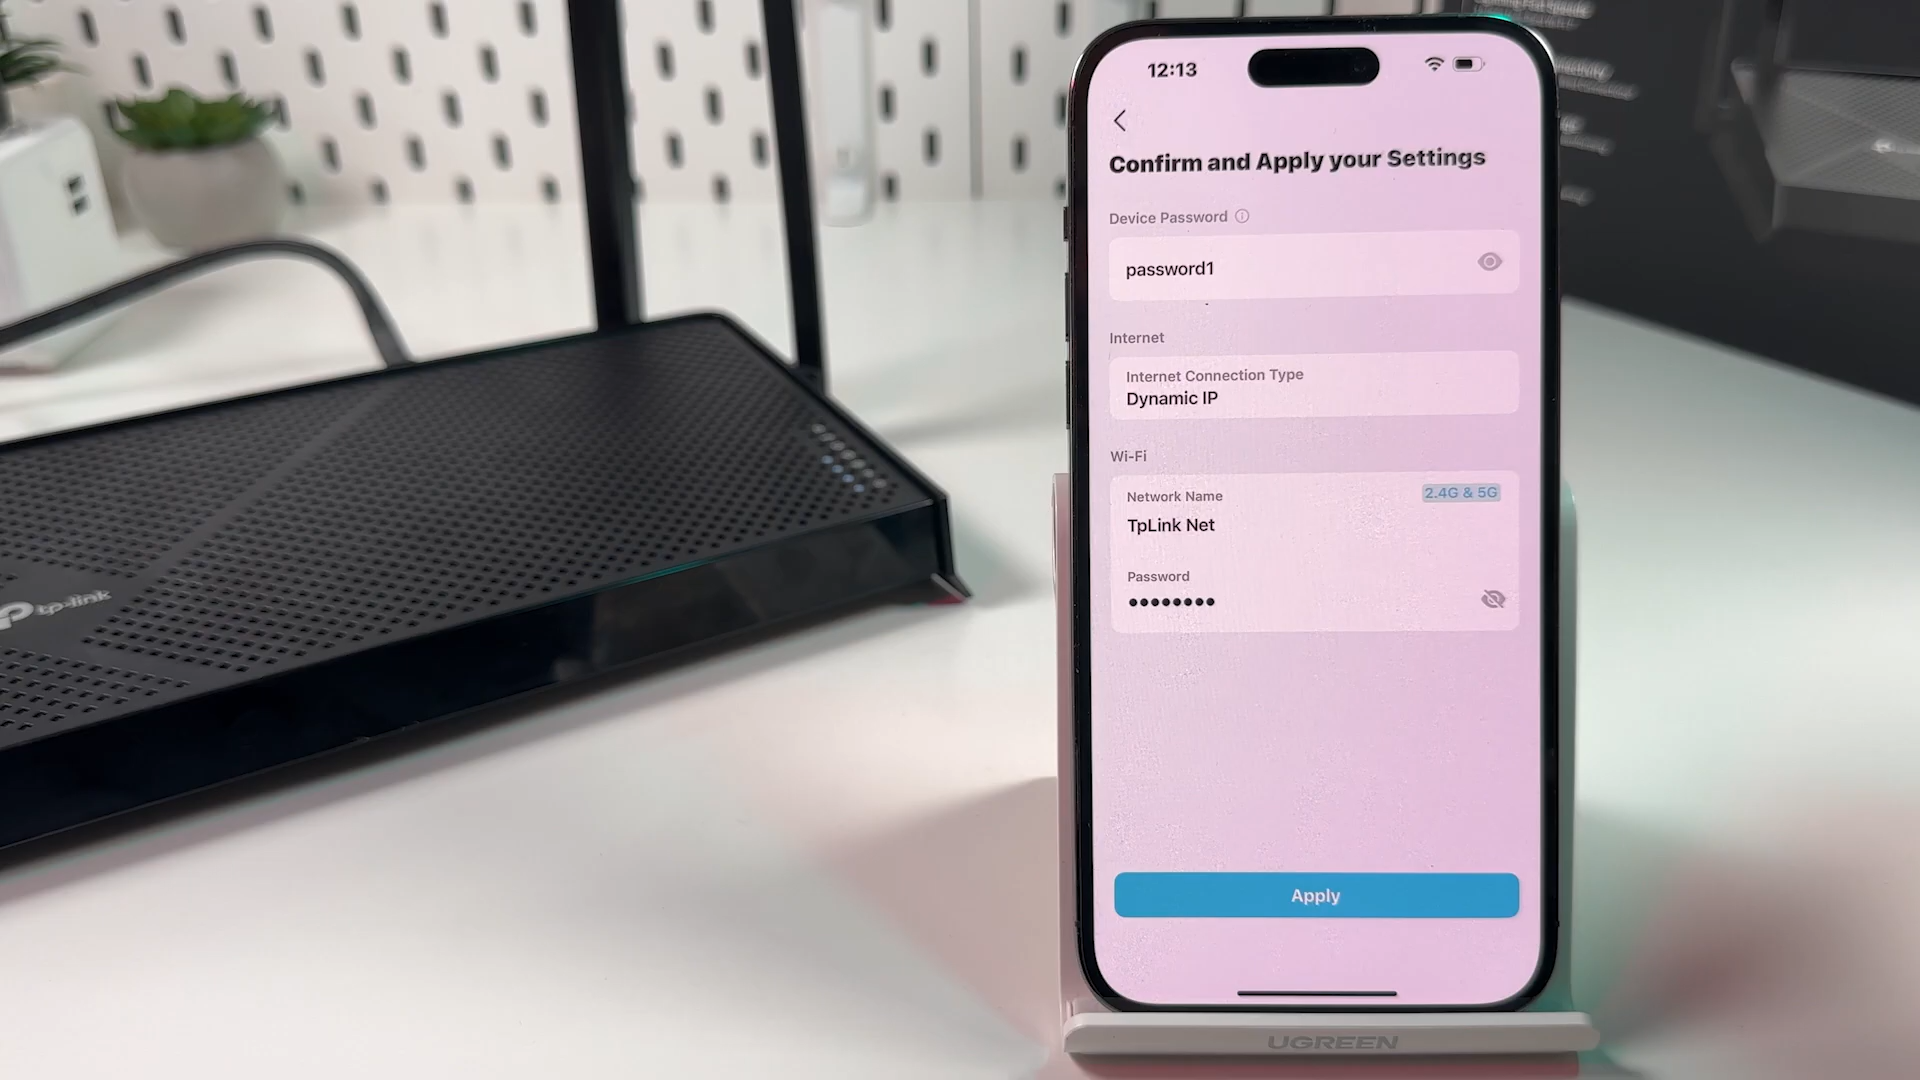 12:13
Confirm and Apply your Settings
Device Password
password1
Internet
Internet Connection Type
Dynamic IP
Wi-Fi
Network Name
2.4G & 5G
TpLink Net
Password
••••••••
Apply
UGREEN
tp-link